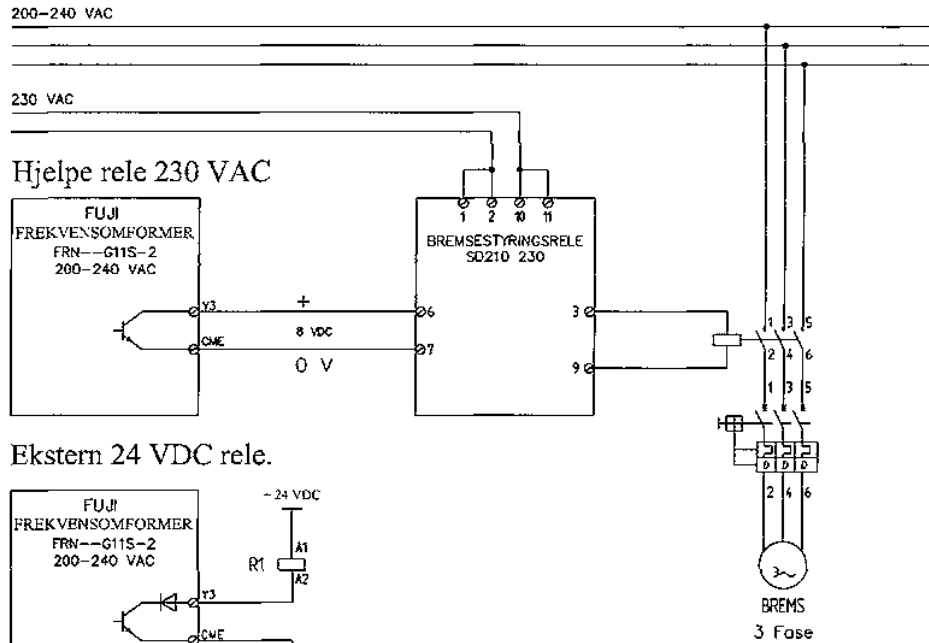 200-240 VAC
230 VAC
Hjelpe rele 230 VAC
FUJI
FREKVENSOMFORMER
FRN--G11S-2
200-240 VAC
Y3
CME
+
8 VDC
0 V
1 2 10 11
BREMSESTYRINGSRELE
SD210 230
6
7
3
9
1 3 5
2 4 6
1 3 5
D D D
2 4 6
3~
BREMS
3 Fase
Ekstern 24 VDC rele.
FUJI
FREKVENSOMFORMER
FRN--G11S-2
200-240 VAC
Y3
CME
+24 VDC
A1
R1
A2